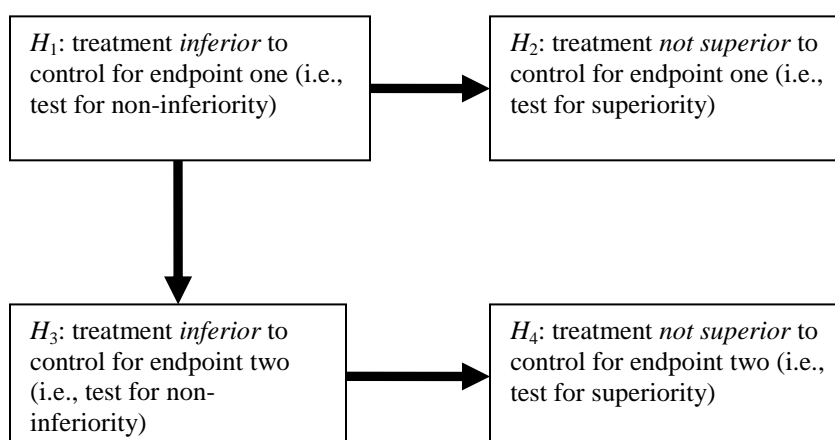 H₁: treatment inferior to
control for endpoint one (i.e.,
test for non-inferiority)
H₂: treatment not superior to
control for endpoint one (i.e.,
test for superiority)
H₃: treatment inferior to
control for endpoint two
(i.e., test for non-
inferiority)
H₄: treatment not superior to
control for endpoint two (i.e.,
test for superiority)